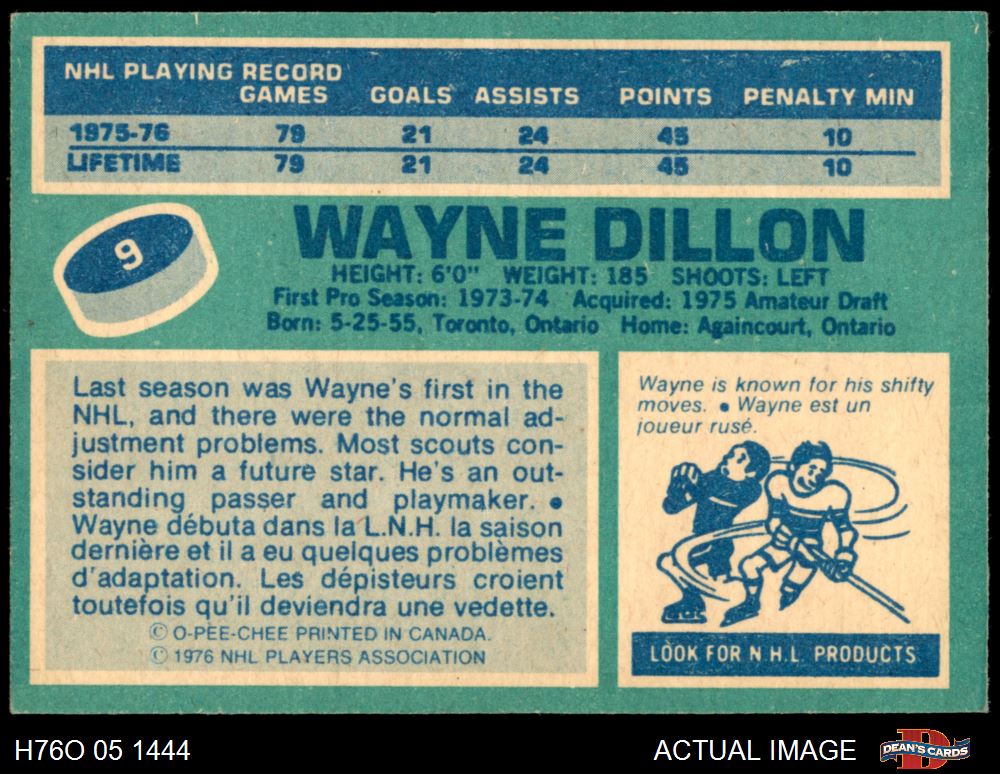 NHL PLAYING RECORD
GAMES GOALS ASSISTS POINTS PENALTY MIN
1975-76 79 21 24 45 10
LIFETIME 79 21 24 45 10
9
WAYNE DILLON
HEIGHT: 6'0" WEIGHT: 185 SHOOTS: LEFT
First Pro Season: 1973-74 Acquired: 1975 Amateur Draft
Born: 5-25-55, Toronto, Ontario Home: Againcourt, Ontario
Last season was Wayne's first in the
NHL, and there were the normal ad-
justment problems. Most scouts con-
sider him a future star. He's an out-
standing passer and playmaker. •
Wayne débuta dans la L.N.H. la saison
dernière et il a eu quelques problèmes
d'adaptation. Les dépisteurs croient
toutefois qu'il deviendra une vedette.
© O-PEE-CHEE PRINTED IN CANADA.
© 1976 NHL PLAYERS ASSOCIATION
Wayne is known for his shifty
moves. • Wayne est un
joueur rusé.
LOOK FOR N.H.L. PRODUCTS
H76O 05 1444
ACTUAL IMAGE
D
DEAN'S CARDS